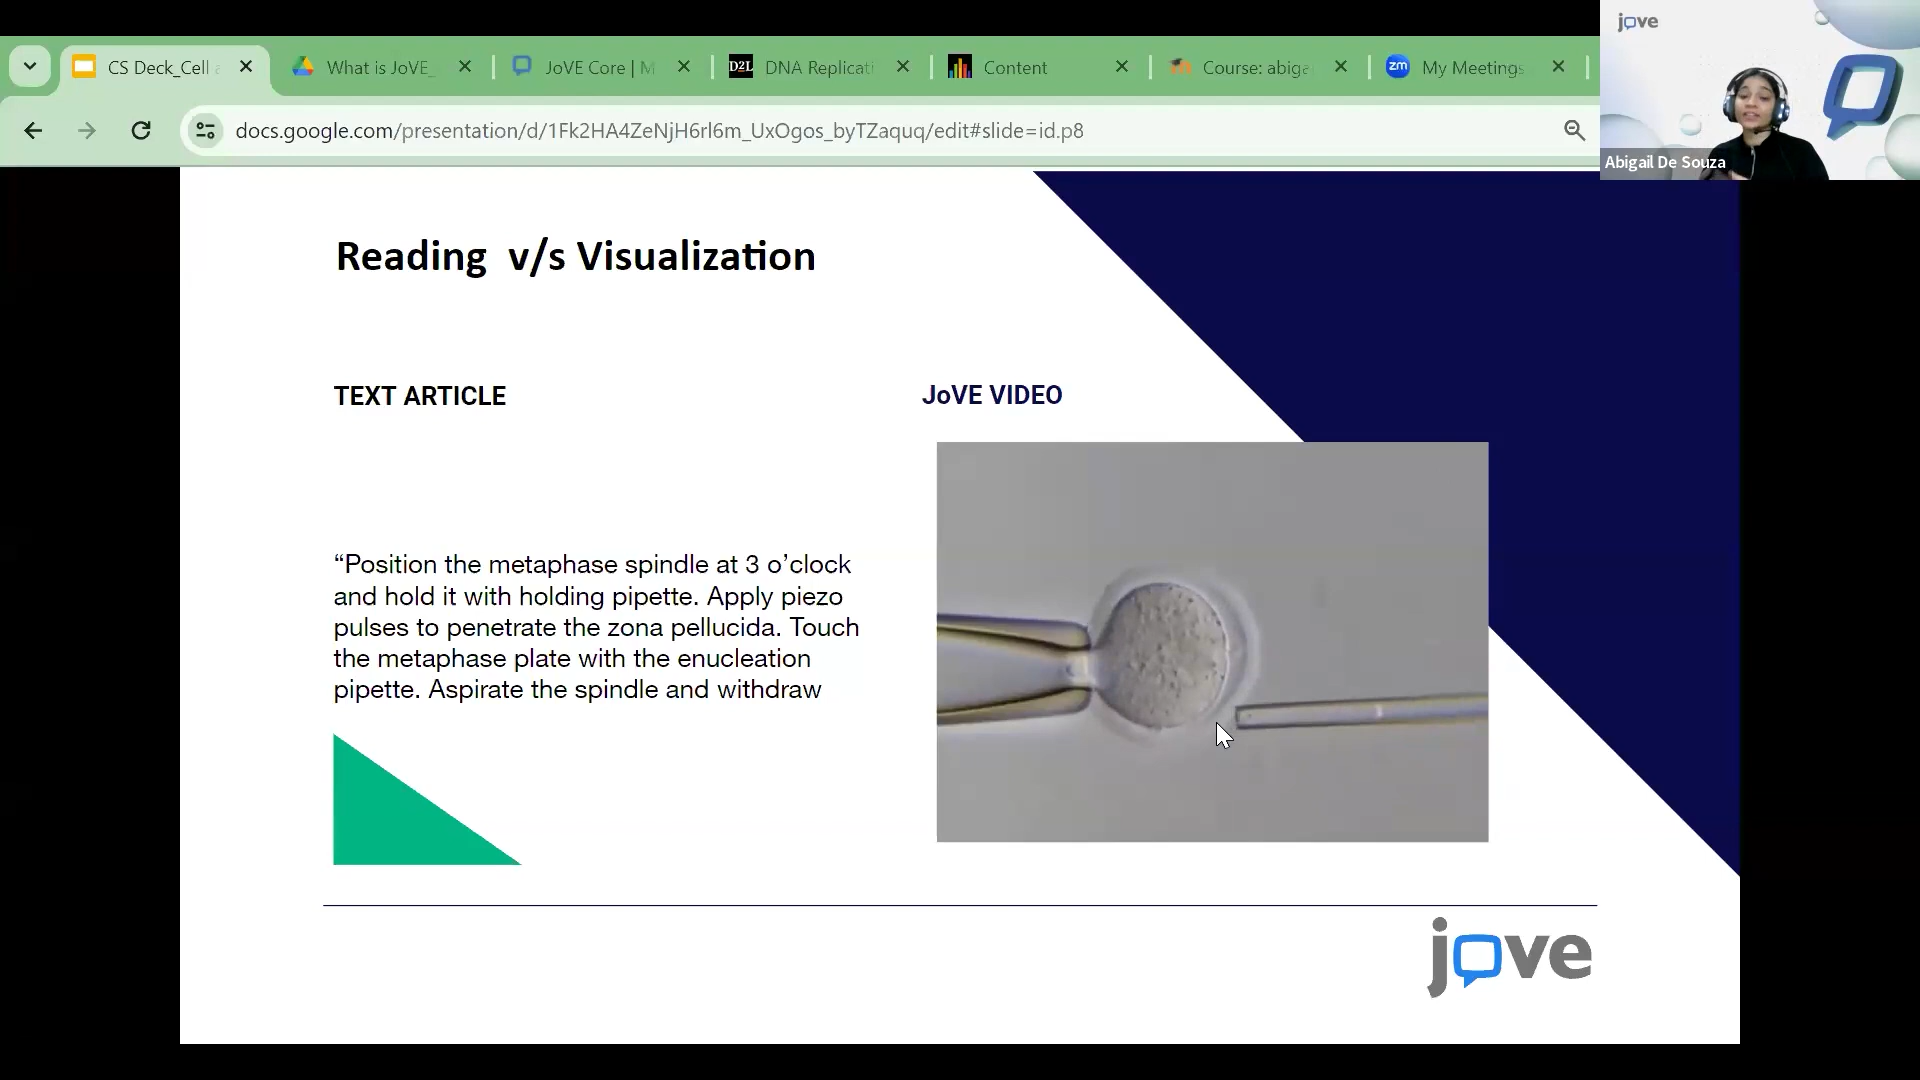 jove
CS Deck_Cell
What is JoVE_
JoVE Core | M
D2L
DNA Replicati
Content
Course: abiga
zm
My Meetings
docs.google.com/presentation/d/1Fk2HA4ZeNjH6rl6m_UxOgos_byTZaquq/edit#slide=id.p8
Abigail De Souza
Reading v/s Visualization
TEXT ARTICLE
JoVE VIDEO
“Position the metaphase spindle at 3 o’clock
and hold it with holding pipette. Apply piezo
pulses to penetrate the zona pellucida. Touch
the metaphase plate with the enucleation
pipette. Aspirate the spindle and withdraw
jove